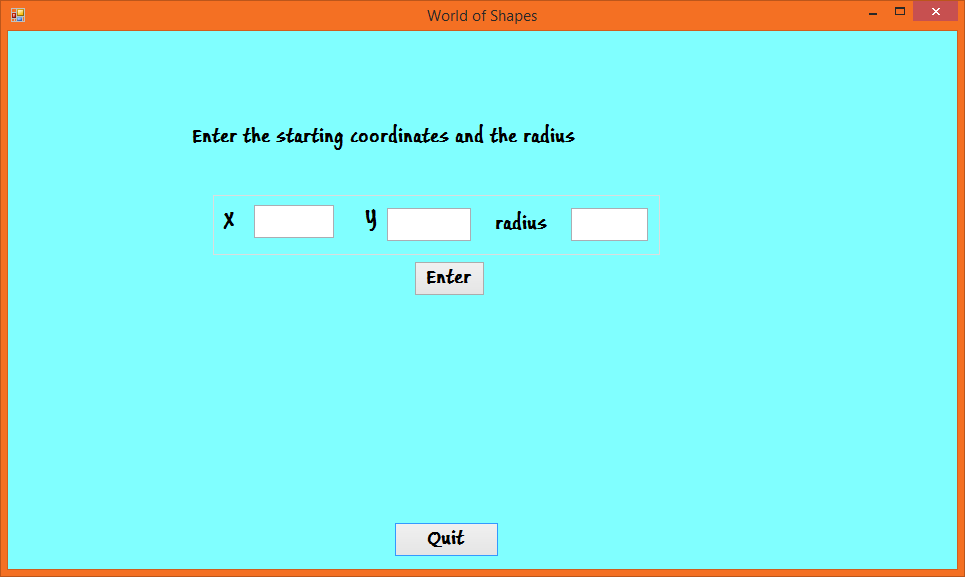 World of Shapes
Enter the starting coordinates and the radius
X Y radius
Enter
Quit